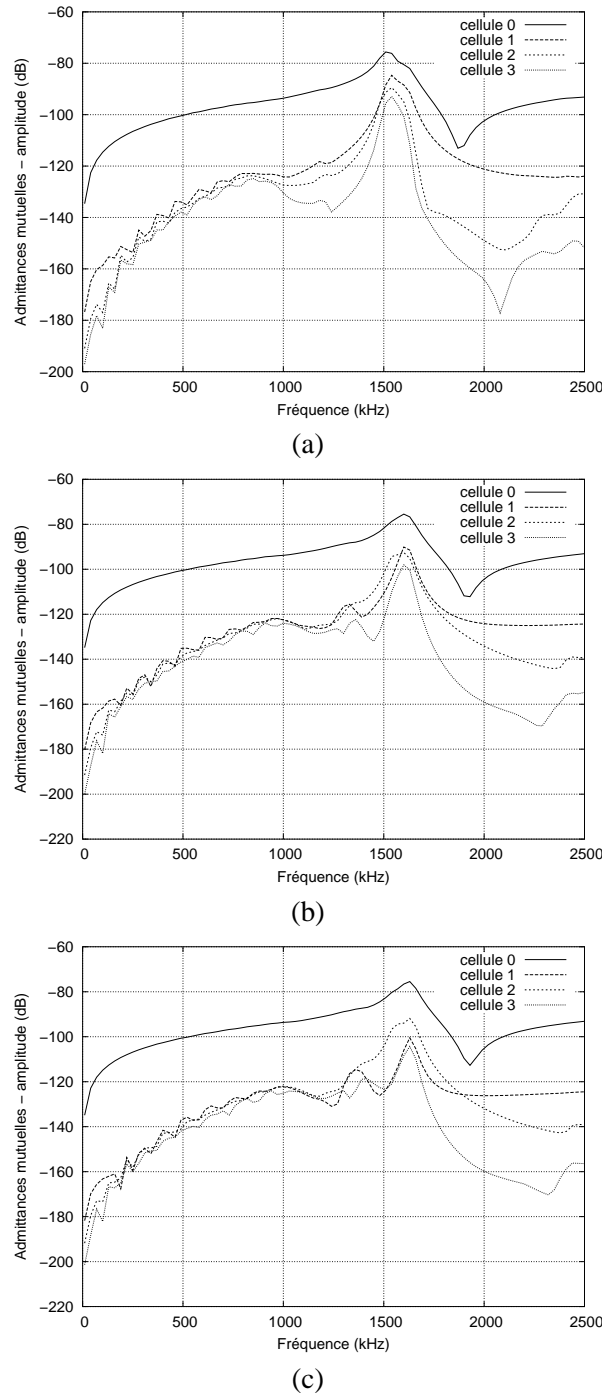 −60
−80
−100
−120
−140
−160
−180
−200
Admittances mutuelles − amplitude (dB)
cellule 0
cellule 1
cellule 2
cellule 3
0 500 1000 1500 2000 2500
Fréquence (kHz)
(a)
−60
−80
−100
−120
−140
−160
−180
−200
−220
Admittances mutuelles − amplitude (dB)
cellule 0
cellule 1
cellule 2
cellule 3
0 500 1000 1500 2000 2500
Fréquence (kHz)
(b)
−60
−80
−100
−120
−140
−160
−180
−200
−220
Admittances mutuelles − amplitude (dB)
cellule 0
cellule 1
cellule 2
cellule 3
0 500 1000 1500 2000 2500
Fréquence (kHz)
(c)